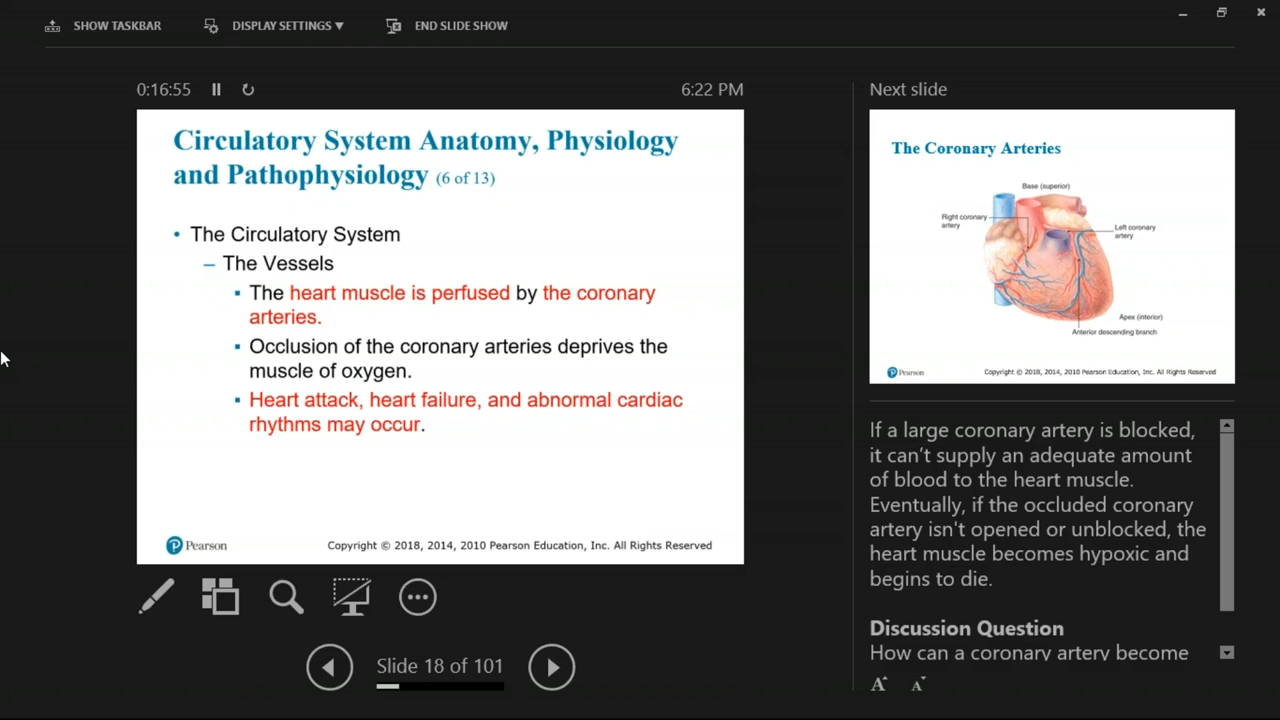 SHOW TASKBAR
DISPLAY SETTINGS ▼
END SLIDE SHOW
0:16:55
6:22 PM
Circulatory System Anatomy, Physiology
and Pathophysiology (6 of 13)
• The Circulatory System
– The Vessels
▪ The heart muscle is perfused by the coronary
arteries.
▪ Occlusion of the coronary arteries deprives the
muscle of oxygen.
▪ Heart attack, heart failure, and abnormal cardiac
rhythms may occur.
P Pearson
Copyright © 2018, 2014, 2010 Pearson Education, Inc. All Rights Reserved
Slide 18 of 101
Next slide
The Coronary Arteries
Base (superior)
Right coronary
artery
Left coronary
artery
Apex (interior)
Anterior descending branch
P Pearson
Copyright © 2018, 2014, 2010 Pearson Education, Inc. All Rights Reserved
If a large coronary artery is blocked,
it can’t supply an adequate amount
of blood to the heart muscle.
Eventually, if the occluded coronary
artery isn't opened or unblocked, the
heart muscle becomes hypoxic and
begins to die.
Discussion Question
How can a coronary artery become
A A